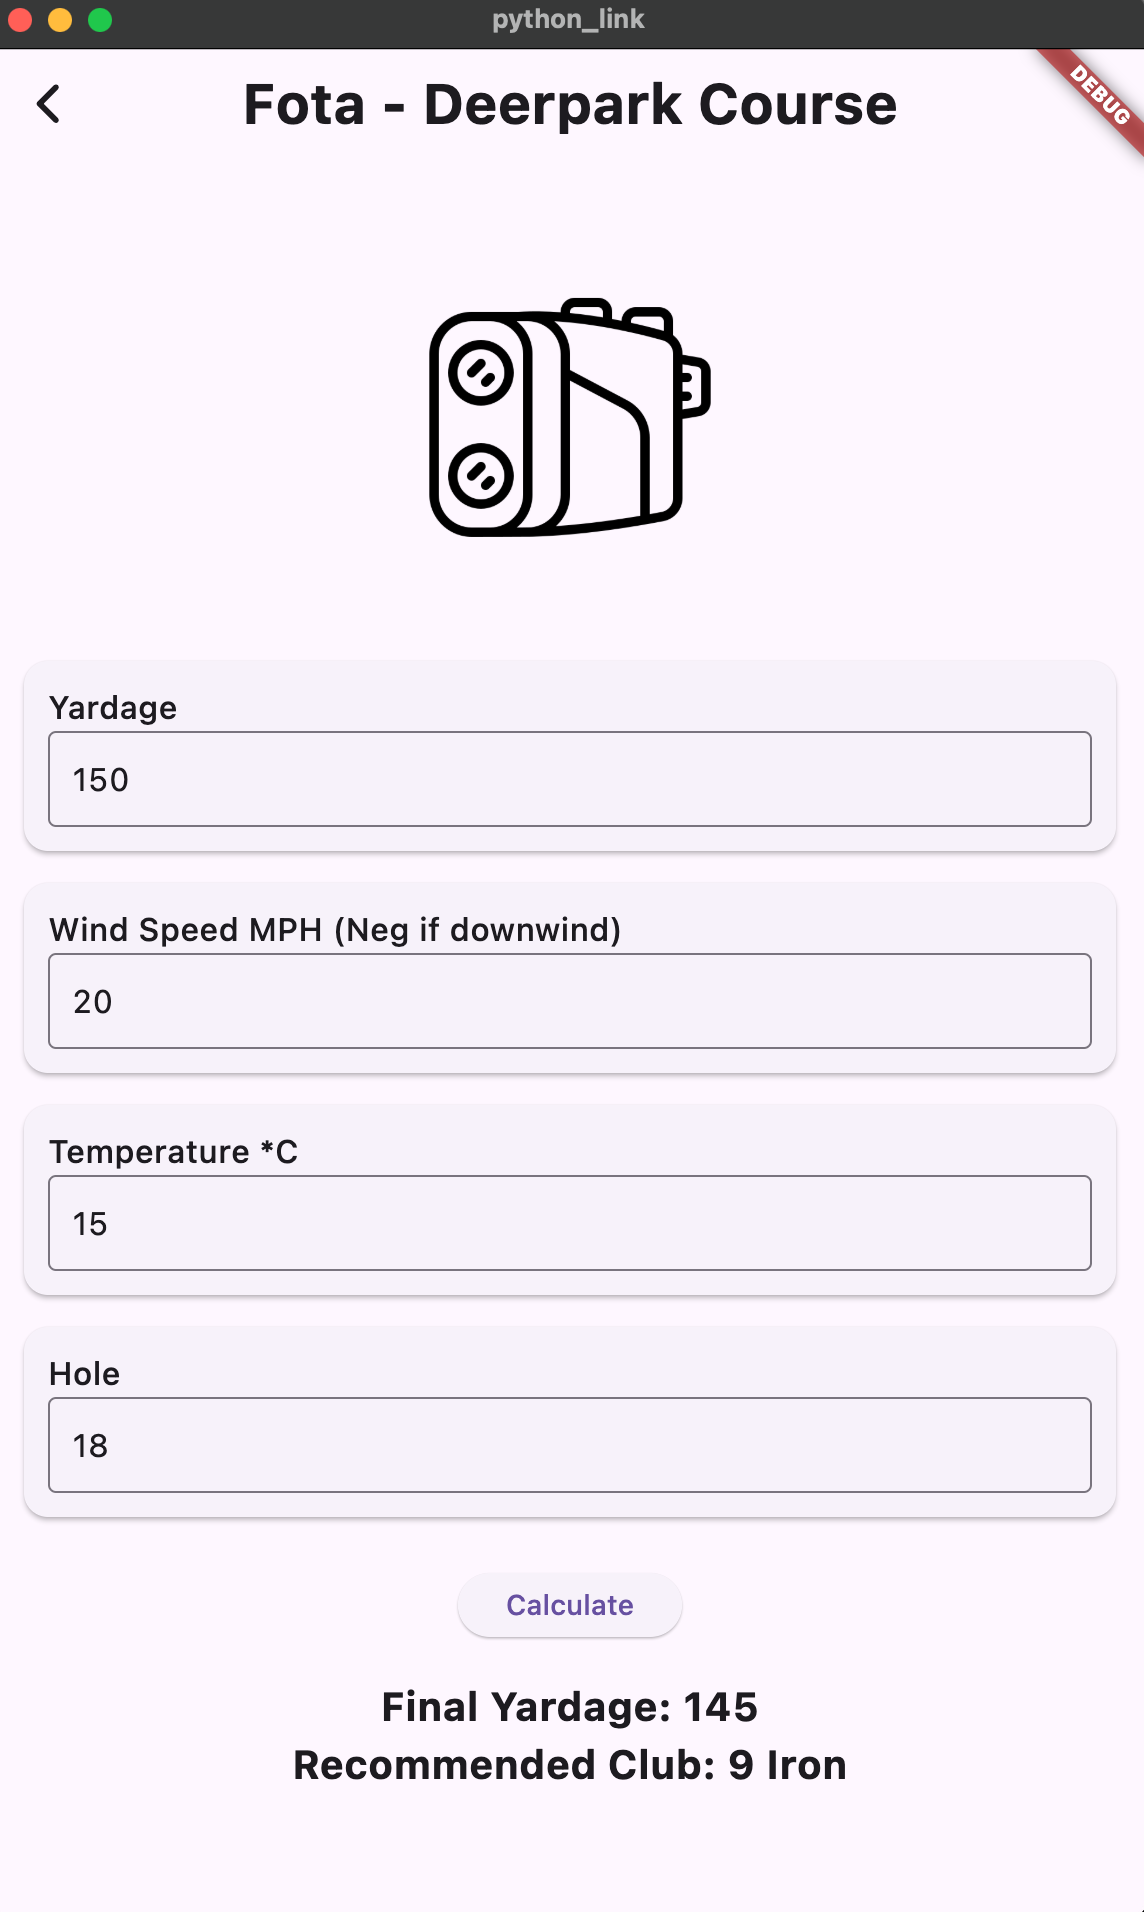 python_link
DEBUG
Fota - Deerpark Course
Yardage
150
Wind Speed MPH (Neg if downwind)
20
Temperature *C
15
Hole
18
Calculate
Final Yardage: 145
Recommended Club: 9 Iron